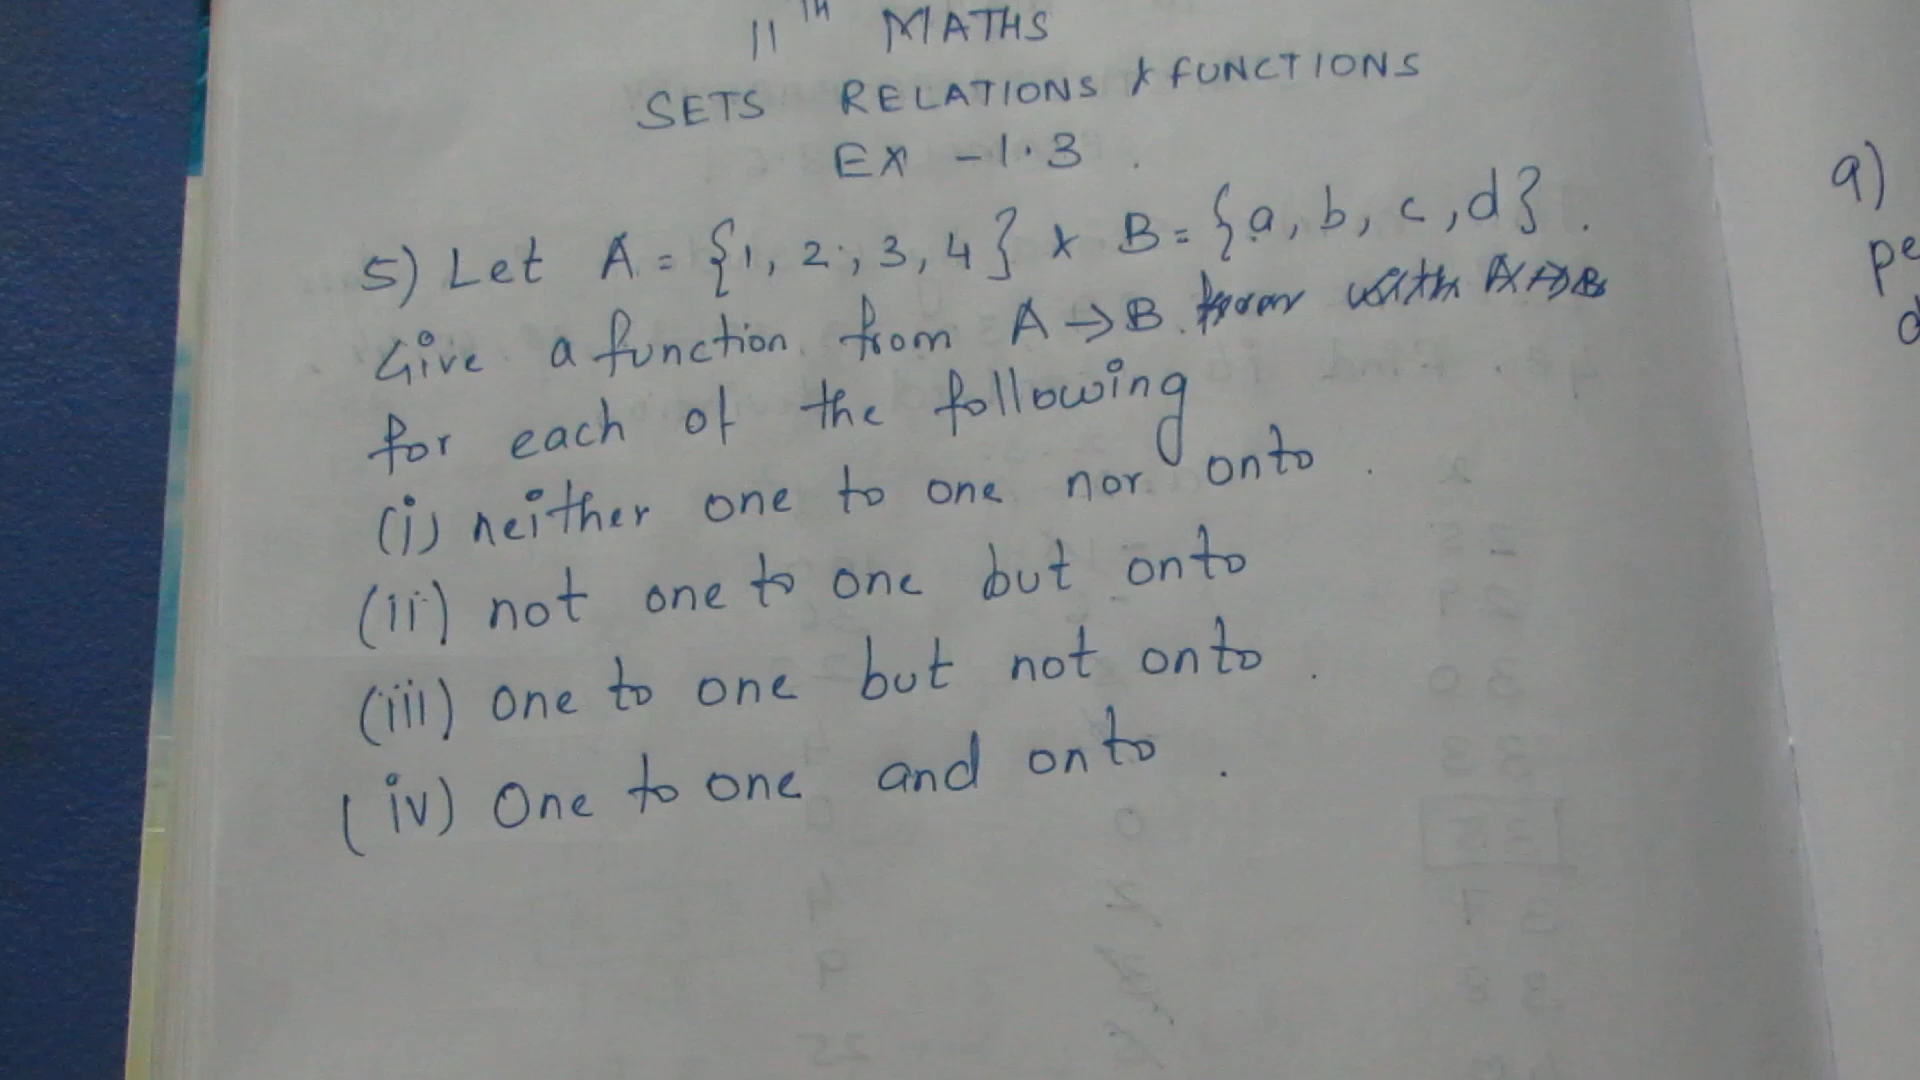 11TH MATHS
SETS RELATIONS & FUNCTIONS
EX - 1.3.
5) Let A = {1, 2, 3, 4} & B = {a, b, c, d}.
Give a function from A → B.
for each of the following
(i) neither one to one nor onto.
(ii) not one to one but onto
(iii) one to one but not onto.
(iv) One to one and onto.
9)
pe
d